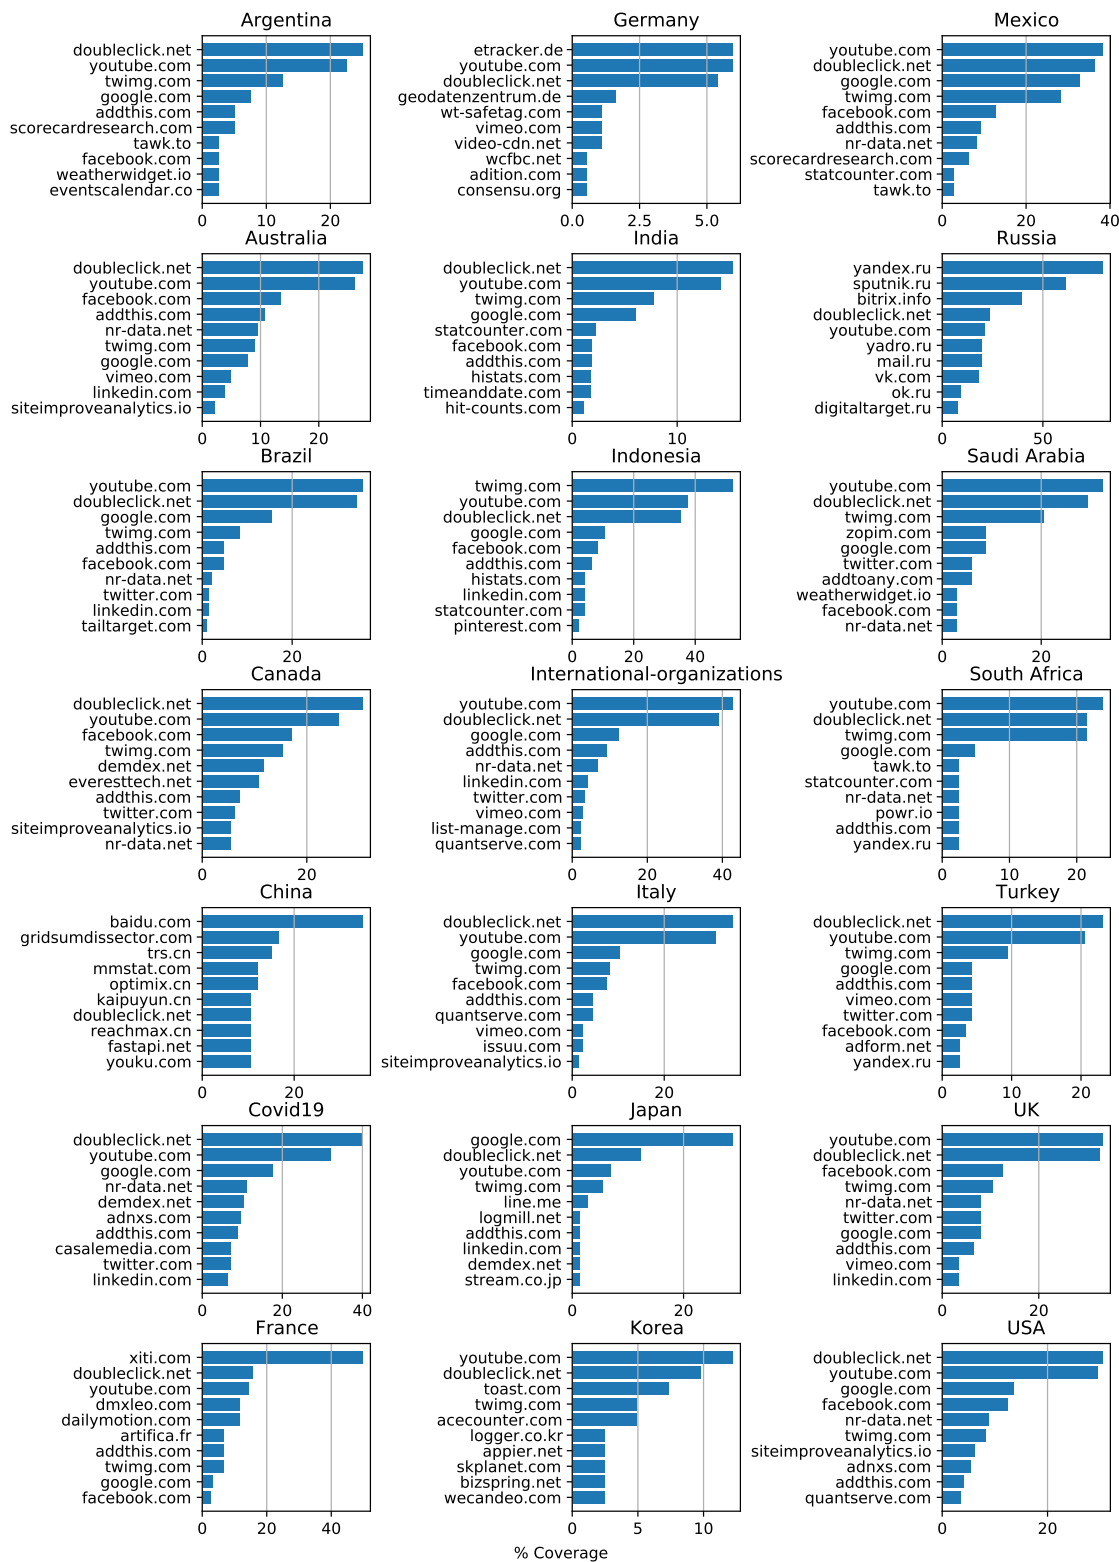 Argentina
doubleclick.net
youtube.com
twimg.com
google.com
addthis.com
scorecardresearch.com
tawk.to
facebook.com
weatherwidget.io
eventscalendar.co
0 10 20
Germany
etracker.de
youtube.com
doubleclick.net
geodatenzentrum.de
wt-safetag.com
vimeo.com
video-cdn.net
wcfbc.net
adition.com
consensu.org
0.0 2.5 5.0
Mexico
youtube.com
doubleclick.net
google.com
twimg.com
facebook.com
addthis.com
nr-data.net
scorecardresearch.com
statcounter.com
tawk.to
0 20 40
Australia
doubleclick.net
youtube.com
facebook.com
addthis.com
nr-data.net
twimg.com
google.com
vimeo.com
linkedin.com
siteimproveanalytics.io
0 10 20
India
doubleclick.net
youtube.com
twimg.com
google.com
statcounter.com
facebook.com
addthis.com
histats.com
timeanddate.com
hit-counts.com
0 10
Russia
yandex.ru
sputnik.ru
bitrix.info
doubleclick.net
youtube.com
yadro.ru
mail.ru
vk.com
ok.ru
digitaltarget.ru
0 50
Brazil
youtube.com
doubleclick.net
google.com
twimg.com
addthis.com
facebook.com
nr-data.net
twitter.com
linkedin.com
tailtarget.com
0 20
Indonesia
twimg.com
youtube.com
doubleclick.net
google.com
facebook.com
addthis.com
histats.com
linkedin.com
statcounter.com
pinterest.com
0 20 40
Saudi Arabia
youtube.com
doubleclick.net
twimg.com
zopim.com
google.com
twitter.com
addtoany.com
weatherwidget.io
facebook.com
nr-data.net
0 20
Canada
doubleclick.net
youtube.com
facebook.com
twimg.com
demdex.net
everesttech.net
addthis.com
twitter.com
siteimproveanalytics.io
nr-data.net
0 20
International-organizations
youtube.com
doubleclick.net
google.com
addthis.com
nr-data.net
linkedin.com
twitter.com
vimeo.com
list-manage.com
quantserve.com
0 20 40
South Africa
youtube.com
doubleclick.net
twimg.com
google.com
tawk.to
statcounter.com
nr-data.net
powr.io
addthis.com
yandex.ru
0 10 20
China
baidu.com
gridsumdissector.com
trs.cn
mmstat.com
optimix.cn
kaipuyun.cn
doubleclick.net
reachmax.cn
fastapi.net
youku.com
0 20
Italy
doubleclick.net
youtube.com
google.com
twimg.com
facebook.com
addthis.com
quantserve.com
vimeo.com
issuu.com
siteimproveanalytics.io
0 20
Turkey
doubleclick.net
youtube.com
twimg.com
google.com
addthis.com
vimeo.com
twitter.com
facebook.com
adform.net
yandex.ru
0 10 20
Covid19
doubleclick.net
youtube.com
google.com
nr-data.net
demdex.net
adnxs.com
addthis.com
casalemedia.com
twitter.com
linkedin.com
0 20 40
Japan
google.com
doubleclick.net
youtube.com
twimg.com
line.me
logmill.net
addthis.com
linkedin.com
demdex.net
stream.co.jp
0 20
UK
youtube.com
doubleclick.net
facebook.com
twimg.com
nr-data.net
twitter.com
google.com
addthis.com
vimeo.com
linkedin.com
0 20
France
xiti.com
doubleclick.net
youtube.com
dmxleo.com
dailymotion.com
artifica.fr
addthis.com
twimg.com
google.com
facebook.com
0 20 40
Korea
youtube.com
doubleclick.net
toast.com
twimg.com
acecounter.com
logger.co.kr
appier.net
skplanet.com
bizspring.net
wecandeo.com
0 5 10
USA
doubleclick.net
youtube.com
google.com
facebook.com
nr-data.net
twimg.com
siteimproveanalytics.io
adnxs.com
addthis.com
quantserve.com
0 20
% Coverage